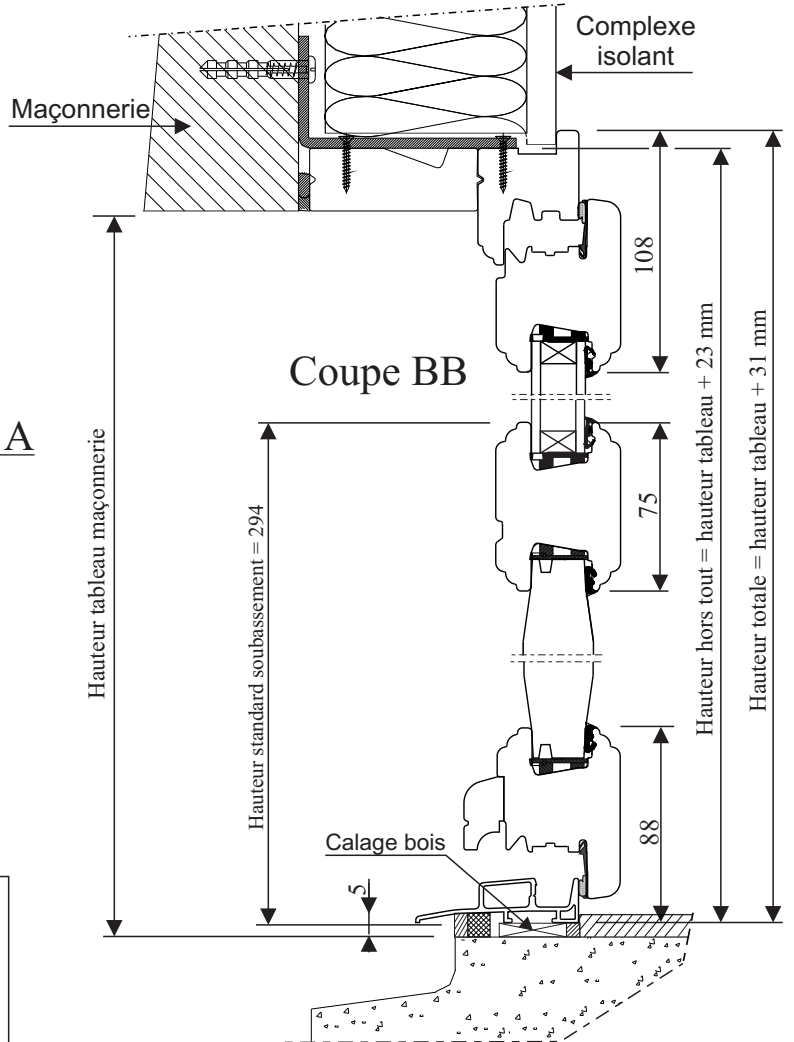 Complexe
isolant
Maçonnerie
108
Coupe BB
A
Hauteur tableau maçonnerie
Hauteur standard soubassement = 294
75
Hauteur hors tout = hauteur tableau + 23 mm
Hauteur totale = hauteur tableau + 31 mm
88
Calage bois
5